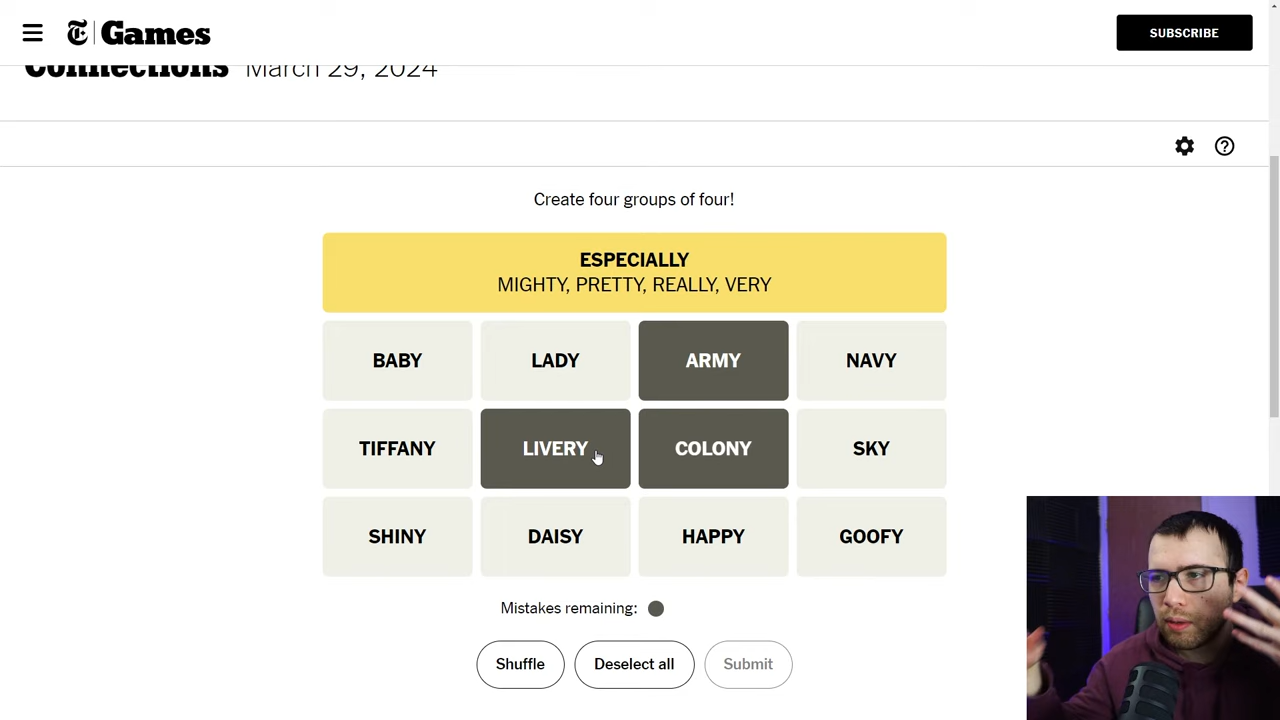 T Games
SUBSCRIBE
Connections March 29, 2024
Create four groups of four!
ESPECIALLY
MIGHTY, PRETTY, REALLY, VERY
BABY LADY ARMY NAVY
TIFFANY LIVERY COLONY SKY
SHINY DAISY HAPPY GOOFY
Mistakes remaining:
Shuffle Deselect all Submit